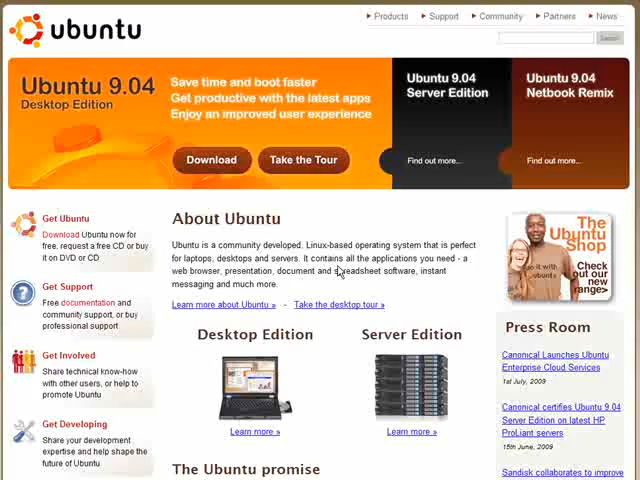 ubuntu
Products
Support
Community
Partners
News
Search
Ubuntu 9.04
Desktop Edition
Save time and boot faster
Get productive with the latest apps
Enjoy an improved user experience
Download
Take the Tour
Ubuntu 9.04
Server Edition
Find out more...
Ubuntu 9.04
Netbook Remix
Find out more...
Get Ubuntu
Download Ubuntu now for
free, request a free CD or buy
it on DVD or CD
Get Support
Free documentation and
community support, or buy
professional support
Get Involved
Share technical know-how
with other users, or help to
promote Ubuntu
Get Developing
Share your development
expertise and help shape the
future of Ubuntu
About Ubuntu
Ubuntu is a community developed, Linux-based operating system that is perfect
for laptops, desktops and servers. It contains all the applications you need - a
web browser, presentation, document and spreadsheet software, instant
messaging and much more.
Learn more about Ubuntu » - Take the desktop tour »
Desktop Edition
Learn more »
Server Edition
Learn more »
The Ubuntu promise
The
Ubuntu
Shop
Check
out our
new
range>
do it with
Press Room
Canonical Launches Ubuntu
Enterprise Cloud Services
1st July, 2009
Canonical certifies Ubuntu 9.04
Server Edition on latest HP
ProLiant servers
15th June, 2009
Sandisk collaborates to improve